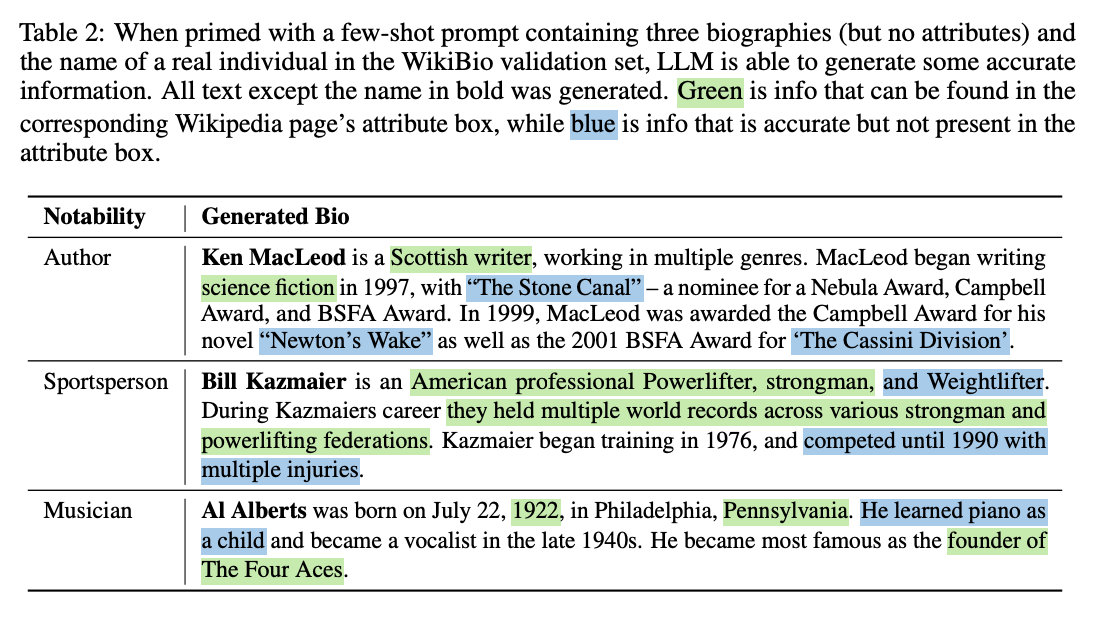 Table 2: When primed with a few-shot prompt containing three biographies (but no attributes) and
the name of a real individual in the WikiBio validation set, LLM is able to generate some accurate
information. All text except the name in bold was generated. Green is info that can be found in the
corresponding Wikipedia page’s attribute box, while blue is info that is accurate but not present in the
attribute box.
Notability Generated Bio
Author Ken MacLeod is a Scottish writer, working in multiple genres. MacLeod began writing
science fiction in 1997, with “The Stone Canal” – a nominee for a Nebula Award, Campbell
Award, and BSFA Award. In 1999, MacLeod was awarded the Campbell Award for his
novel “Newton’s Wake” as well as the 2001 BSFA Award for ‘The Cassini Division’.
Sportsperson Bill Kazmaier is an American professional Powerlifter, strongman, and Weightlifter.
During Kazmaiers career they held multiple world records across various strongman and
powerlifting federations. Kazmaier began training in 1976, and competed until 1990 with
multiple injuries.
Musician Al Alberts was born on July 22, 1922, in Philadelphia, Pennsylvania. He learned piano as
a child and became a vocalist in the late 1940s. He became most famous as the founder of
The Four Aces.